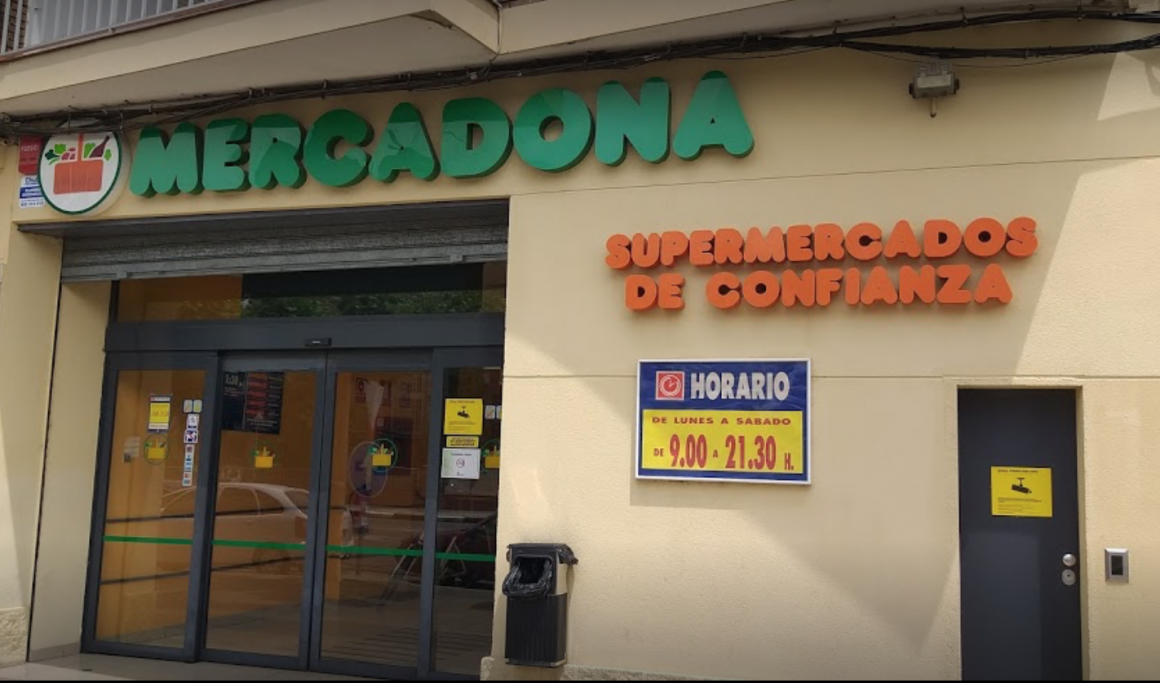 MERCADONA
SUPERMERCADOS
DE CONFIANZA
HORARIO
DE LUNES A SABADO
DE 9.00 A 21.30 H.